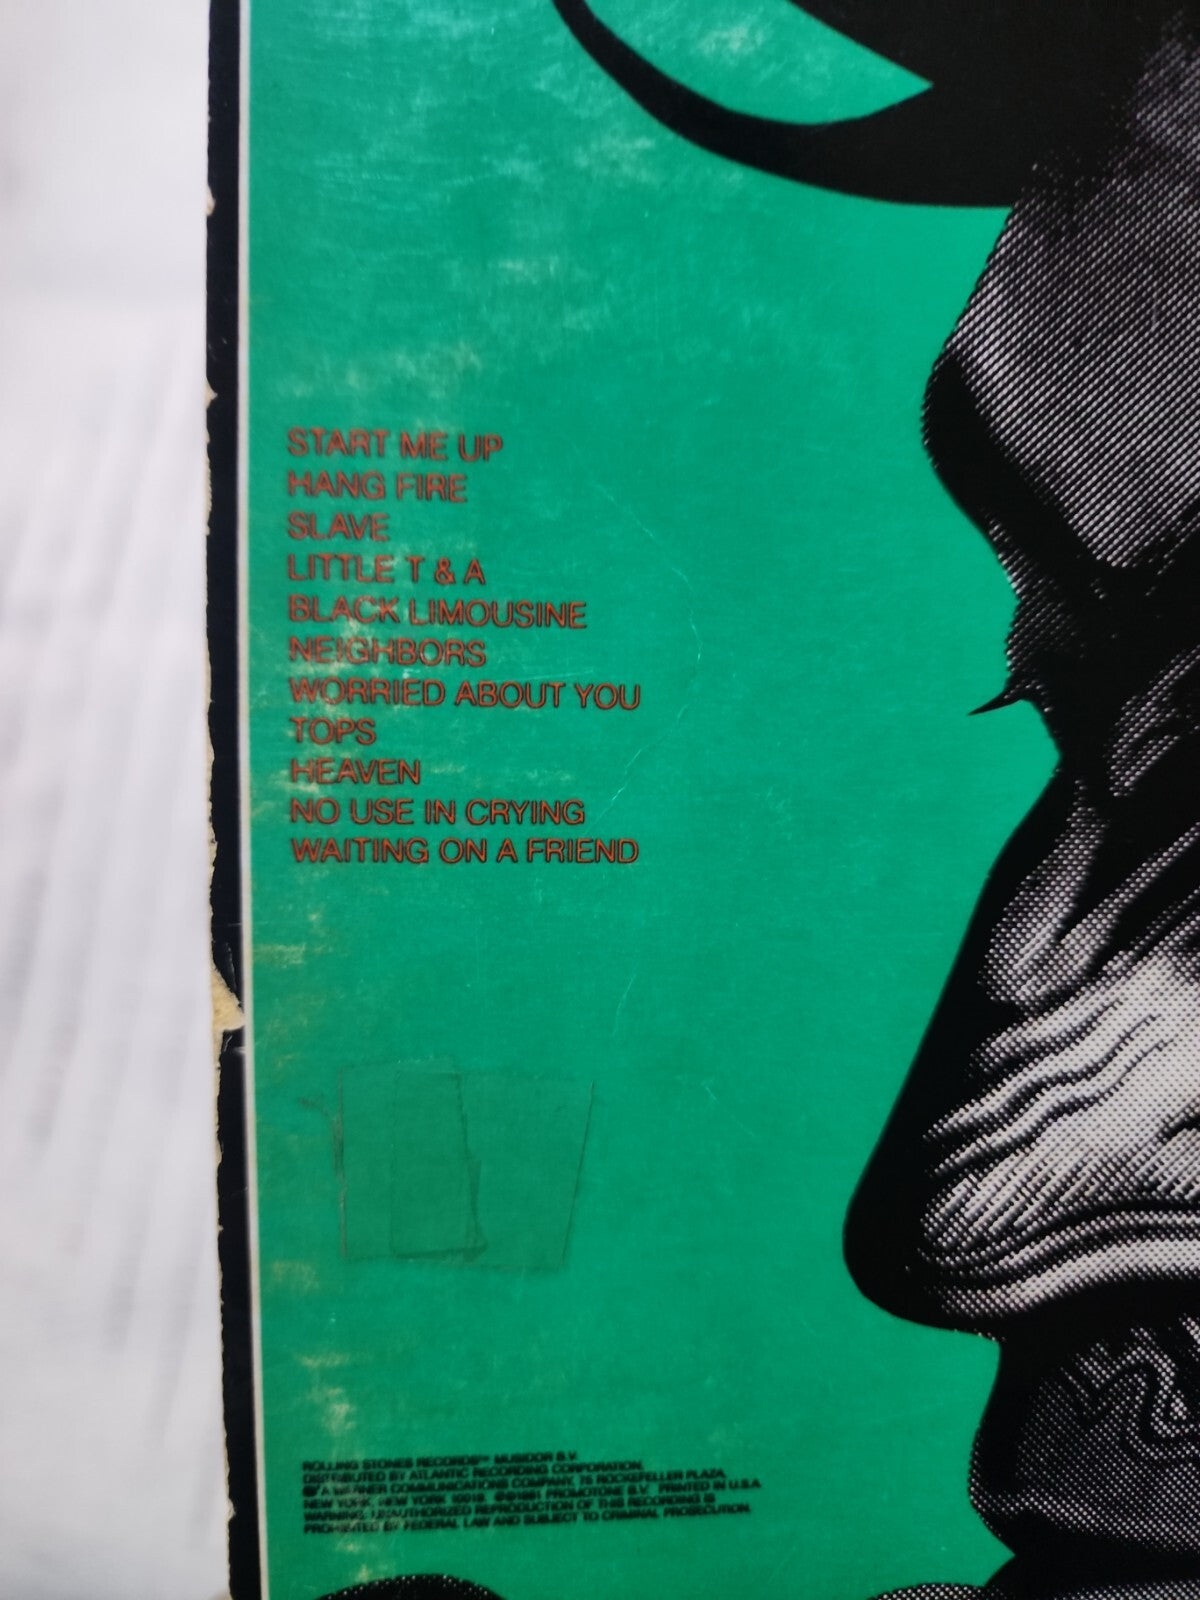 START ME UP
HANG FIRE
SLAVE
LITTLE T & A
BLACK LIMOUSINE
NEIGHBORS
WORRIED ABOUT YOU
TOPS
HEAVEN
NO USE IN CRYING
WAITING ON A FRIEND
ROLLING STONES RECORDS™ MUSIDOR B.V.
DISTRIBUTED BY ATLANTIC RECORDING CORPORATION,
A WARNER COMMUNICATIONS COMPANY, 75 ROCKEFELLER PLAZA,
NEW YORK, NEW YORK 10019. ©℗1981 PROMOTONE B.V. PRINTED IN U.S.A.
WARNING: UNAUTHORIZED REPRODUCTION OF THIS RECORDING IS
PROHIBITED BY FEDERAL LAW AND SUBJECT TO CRIMINAL PROSECUTION.